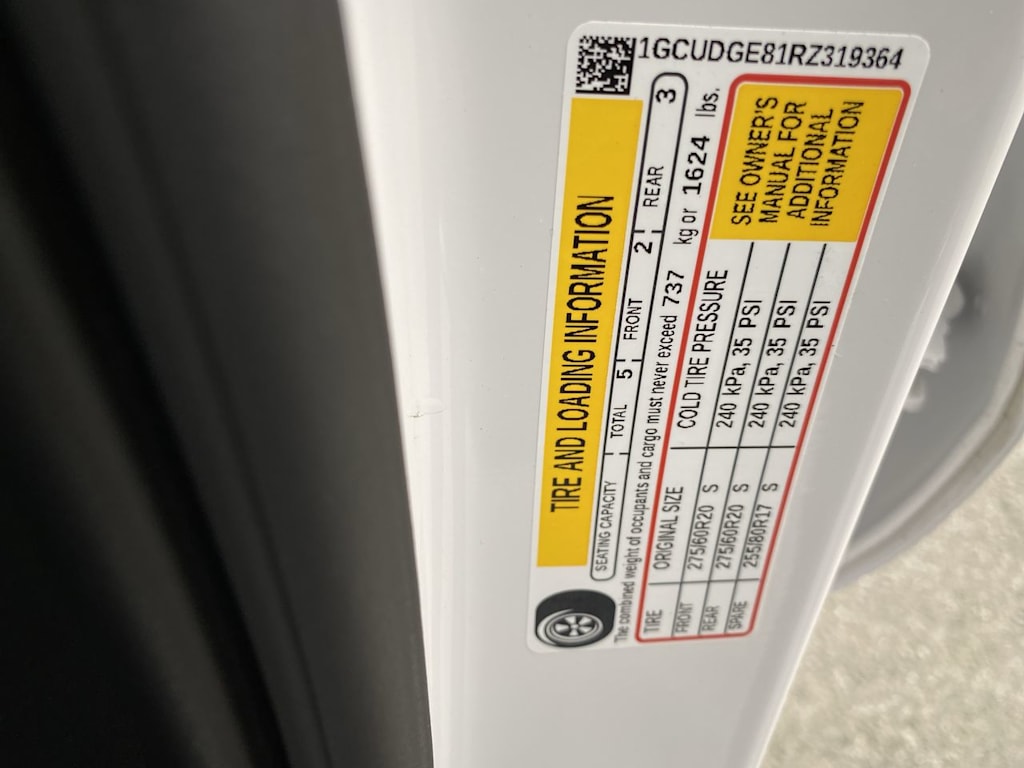 1GCUDGE81RZ319364
TIRE AND LOADING INFORMATION
SEATING CAPACITY TOTAL 5 FRONT 2 REAR 3
The combined weight of occupants and cargo must never exceed 737 kg or 1624 lbs.
TIRE ORIGINAL SIZE COLD TIRE PRESSURE
FRONT 275/60R20 S 240 kPa, 35 PSI
REAR 275/60R20 S 240 kPa, 35 PSI
SPARE 255/80R17 S 240 kPa, 35 PSI
SEE OWNER'S
MANUAL FOR
ADDITIONAL
INFORMATION